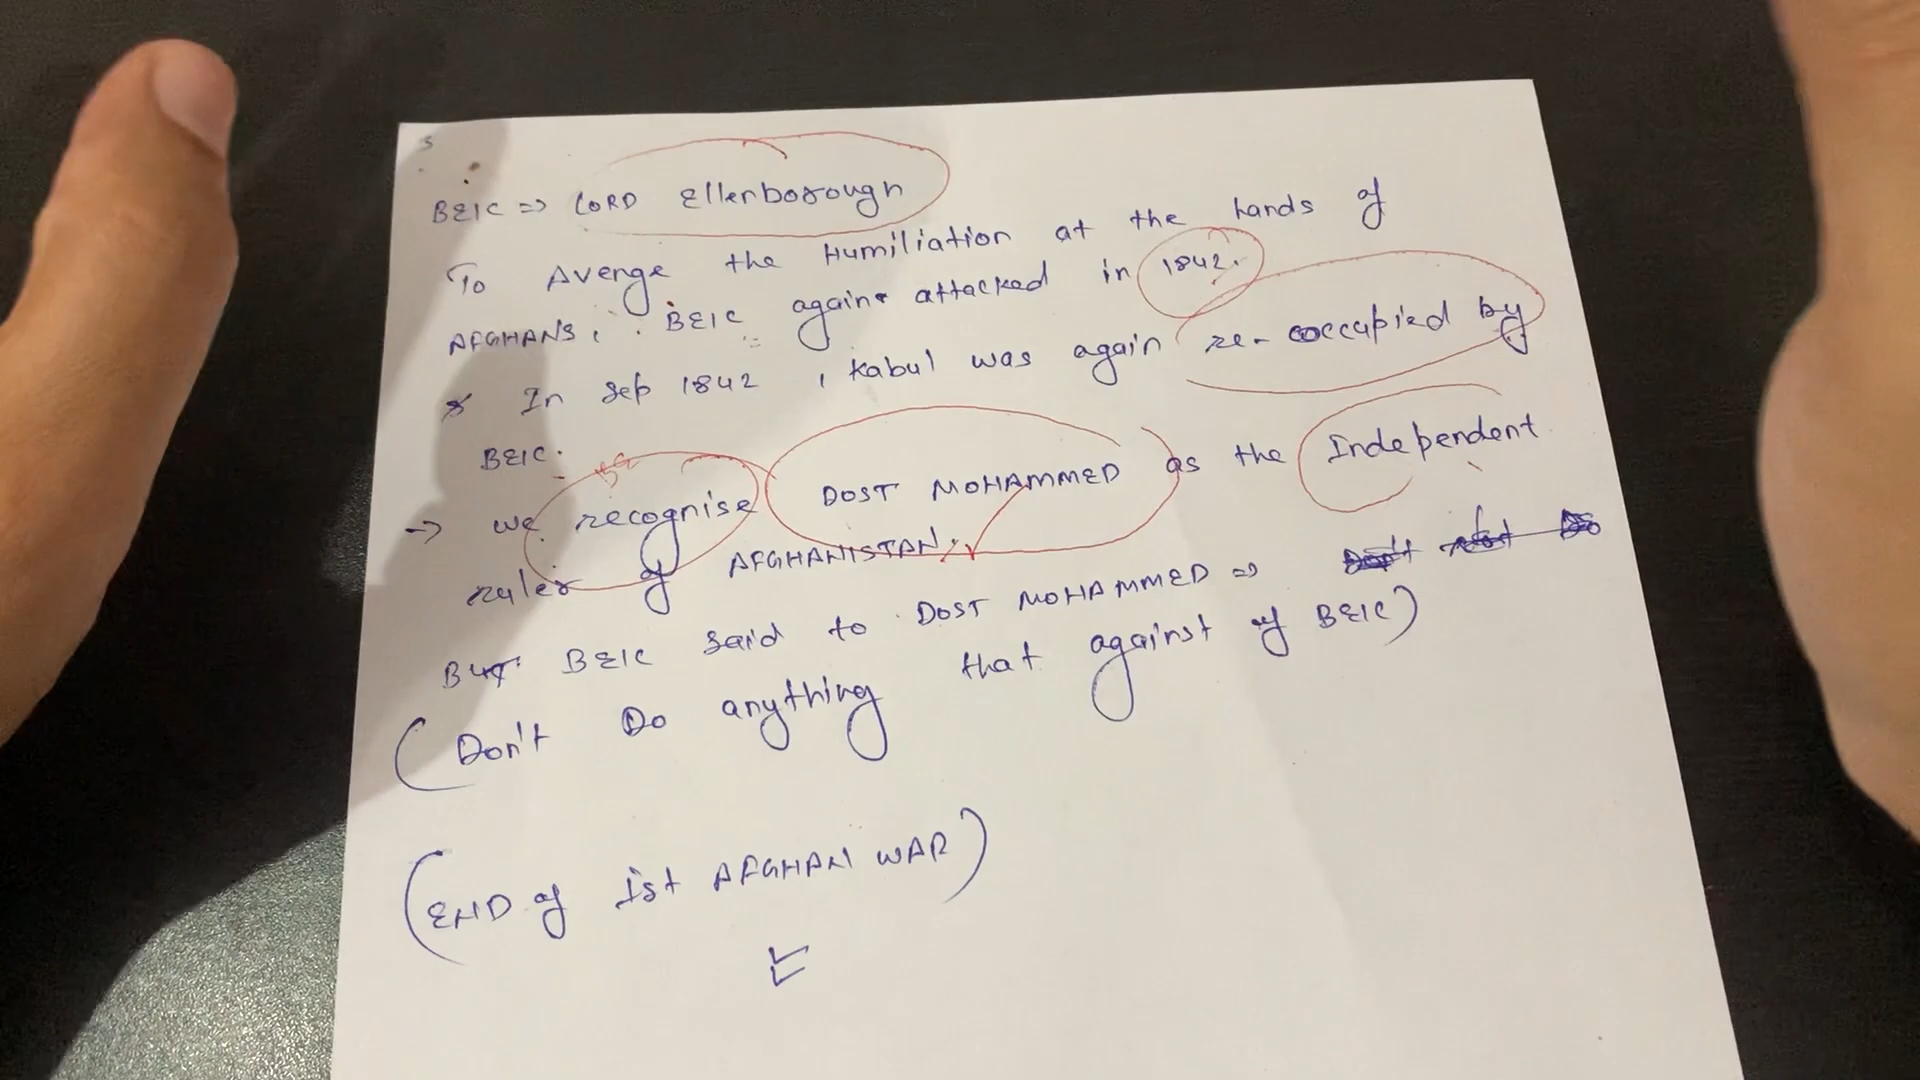 BEIC => LORD Ellenborough
To Avenge the Humiliation at the hands of
AFGHANS, BEIC again attacked in 1842.
* In Sep 1842, Kabul was again re-occupied by
BEIC.
-> we recognise DOST MOHAMMED as the Independent
ruler of AFGHANISTAN.
But BEIC said to DOST MOHAMMED =>
(Don't Do anything that against of BEIC)
(END of 1st AFGHAN WAR)